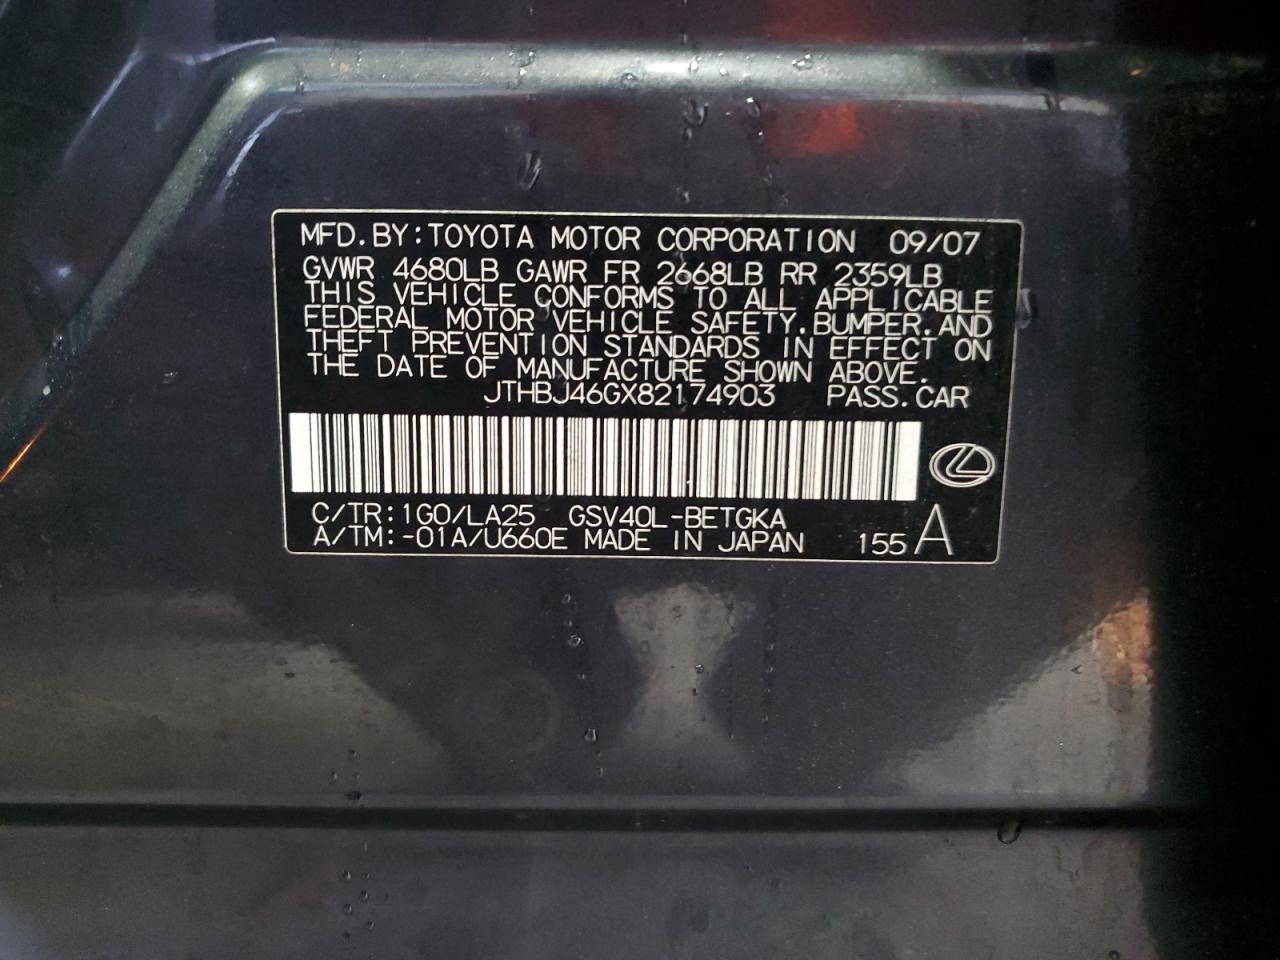 MFD.BY:TOYOTA MOTOR CORPORATION 09/07
GVWR 4680LB GAWR FR 2668LB RR 2359LB
THIS VEHICLE CONFORMS TO ALL APPLICABLE
FEDERAL MOTOR VEHICLE SAFETY.BUMPER.AND
THEFT PREVENTION STANDARDS IN EFFECT ON
THE DATE OF MANUFACTURE SHOWN ABOVE.
JTHBJ46GX82174903 PASS.CAR
C/TR:1G0/LA25 GSV40L-BETGKA
A/TM:-01A/U660E MADE IN JAPAN 155 A